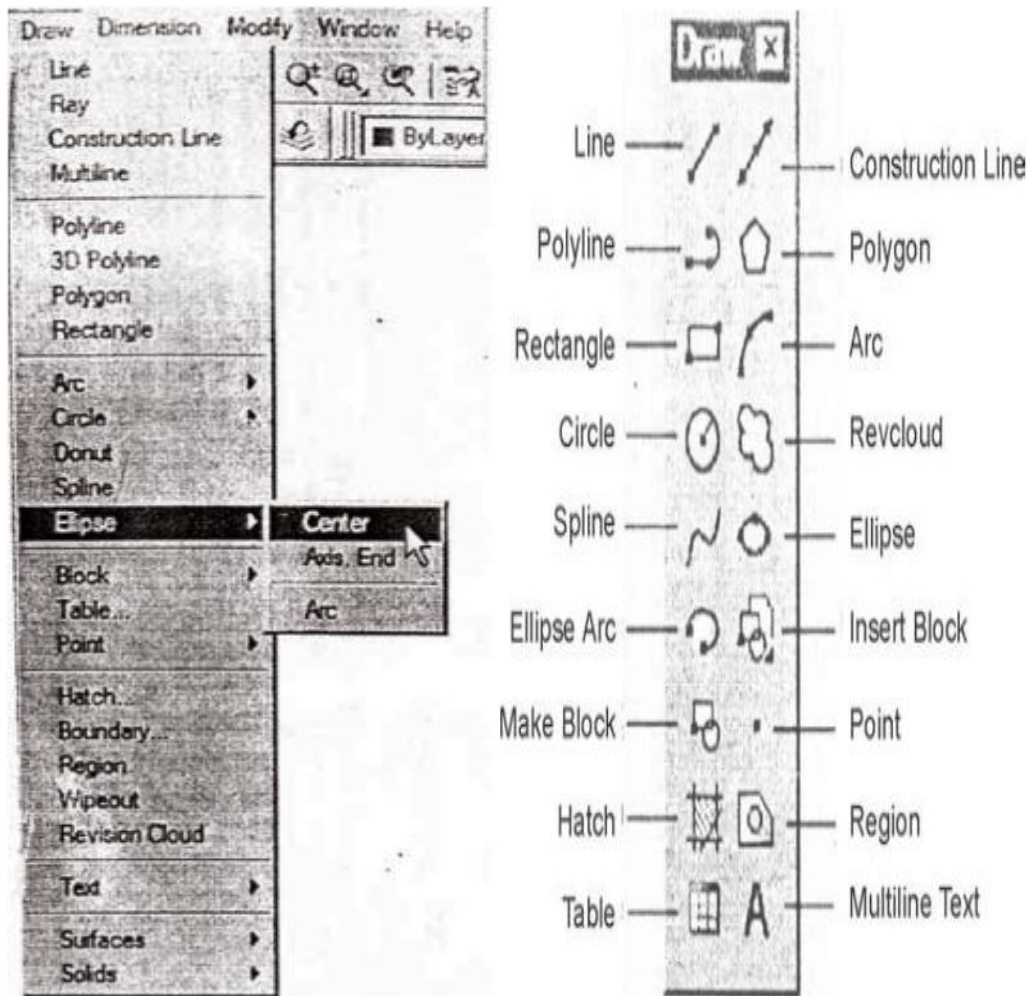 Draw Dimension Modify Window Help
Line
Ray
Construction Line
Multiline
ByLayer
Polyline
3D Polyline
Polygon
Rectangle
Arc
Circle
Donut
Spline
Ellipse
Center
Axis, End
Arc
Block
Table...
Point
Hatch...
Boundary...
Region
Wipeout
Revision Cloud
Text
Surfaces
Solids
Draw
Line
Construction Line
Polyline
Polygon
Rectangle
Arc
Circle
Revcloud
Spline
Ellipse
Ellipse Arc
Insert Block
Make Block
Point
Hatch
Region
Table
Multiline Text